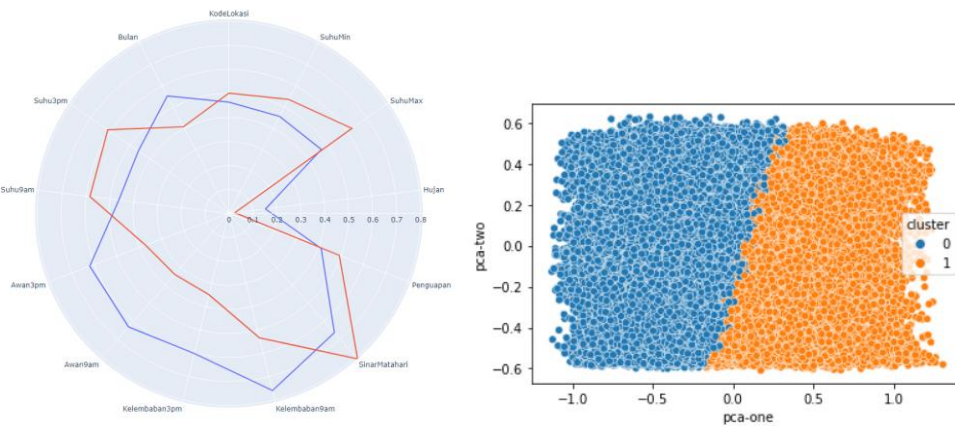 KodeLokasi
SuhuMin
SuhuMax
Hujan
Penguapan
SinarMatahari
Kelembaban9am
Kelembaban3pm
Awan9am
Awan3pm
Suhu9am
Suhu3pm
Bulan
0 0.1 0.2 0.3 0.4 0.5 0.6 0.7 0.8
pca-two
0.6
0.4
0.2
0.0
−0.2
−0.4
−0.6
−1.0 −0.5 0.0 0.5 1.0
pca-one
cluster
0
1